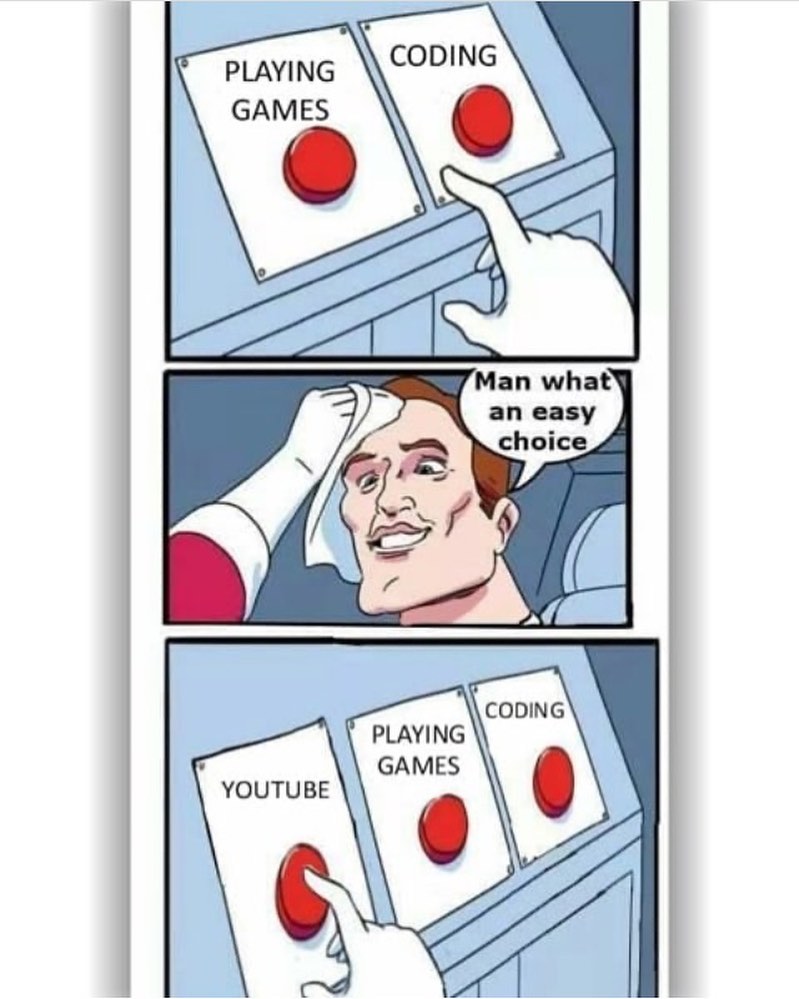 PLAYING
GAMES
CODING
Man what
an easy
choice
YOUTUBE
PLAYING
GAMES
CODING